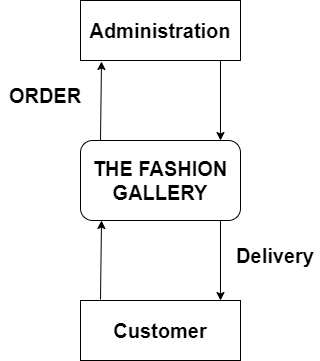 Administration
ORDER
THE FASHION
GALLERY
Delivery
Customer